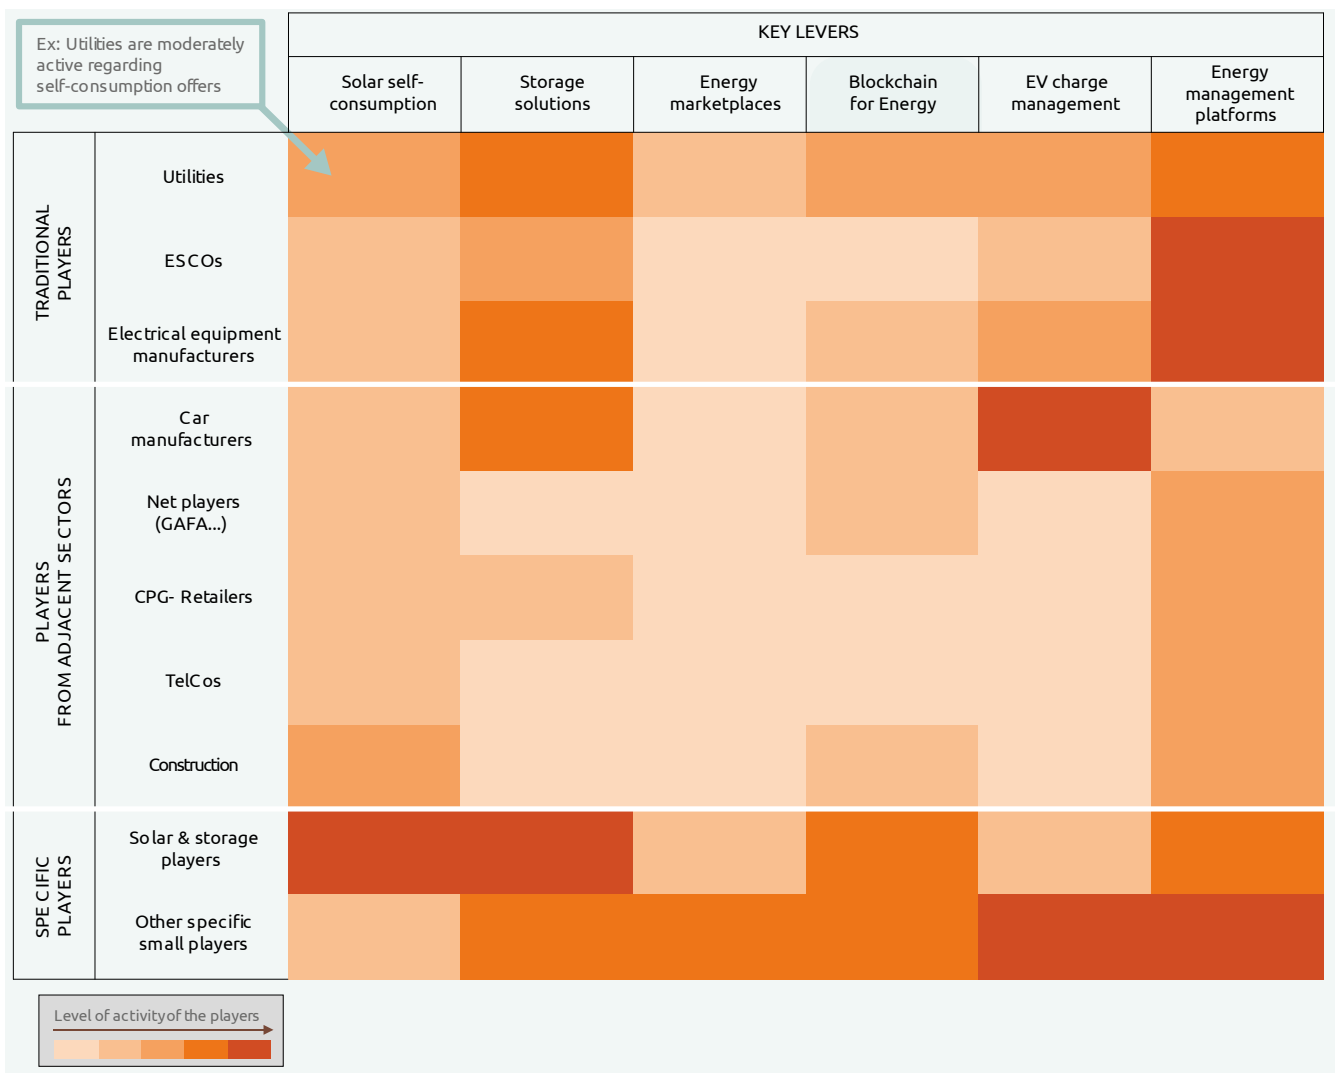 Ex: Utilities are moderately
active regarding
self-consumption offers
KEY LEVERS
Solar self-
consumption
Storage
solutions
Energy
marketplaces
Blockchain
for Energy
EV charge
management
Energy
management
platforms
TRADITIONAL
PLAYERS
Utilities
ESCOs
Electrical equipment
manufacturers
PLAYERS
FROM ADJACENT SECTORS
Car
manufacturers
Net players
(GAFA...)
CPG- Retailers
TelCos
Construction
SPECIFIC
PLAYERS
Solar & storage
players
Other specific
small players
Level of activity of the players